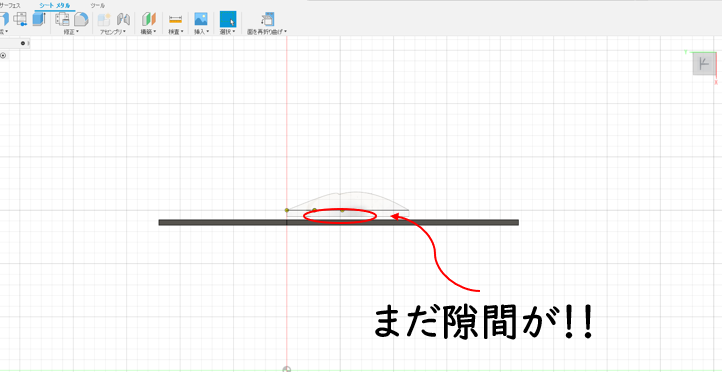 サーフェス シート メタル ツール
成 修正 アセンブリ 構築 検査 挿入 選択 面を再折り曲げ
まだ隙間が!!